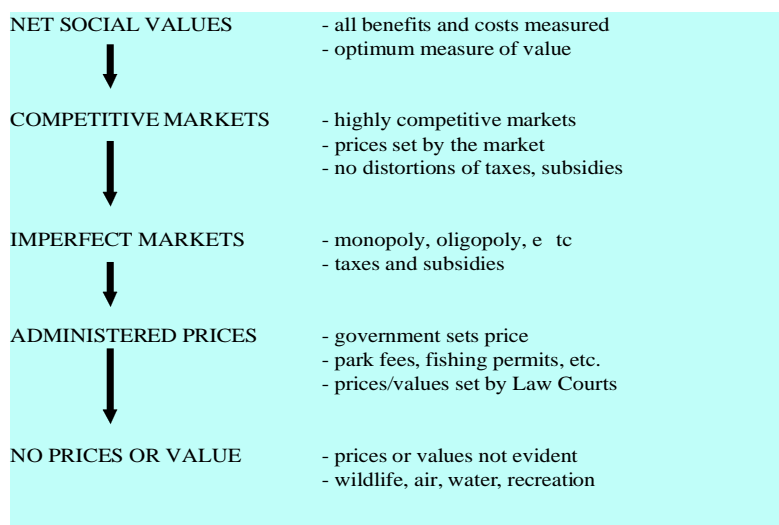 NET SOCIAL VALUES - all benefits and costs measured
- optimum measure of value
COMPETITIVE MARKETS - highly competitive markets
- prices set by the market
- no distortions of taxes, subsidies
IMPERFECT MARKETS - monopoly, oligopoly, e tc
- taxes and subsidies
ADMINISTERED PRICES - government sets price
- park fees, fishing permits, etc.
- prices/values set by Law Courts
NO PRICES OR VALUE - prices or values not evident
- wildlife, air, water, recreation